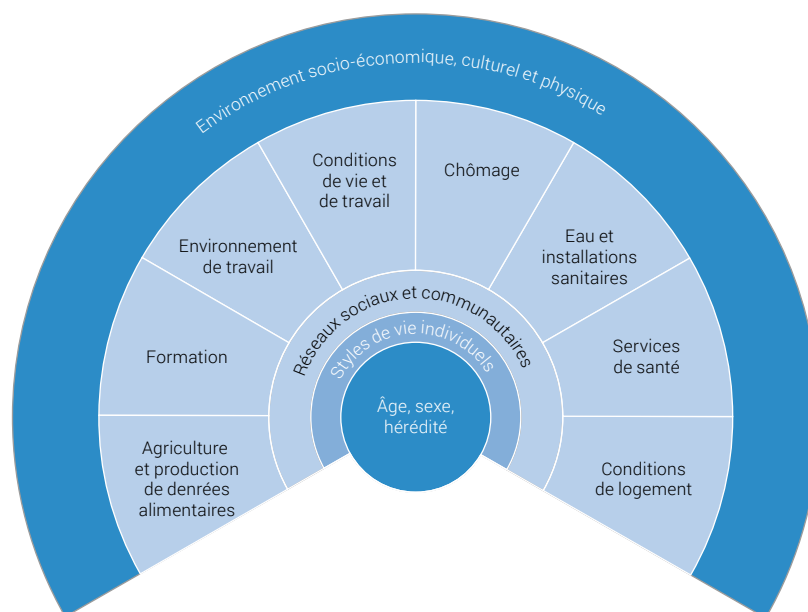 Environnement socio-économique, culturel et physique
Conditions
de vie et
de travail
Chômage
Environnement
de travail
Eau et
installations
sanitaires
Réseaux sociaux et communautaires
Styles de vie individuels
Formation
Services
de santé
Âge, sexe,
hérédité
Agriculture
et production
de denrées
alimentaires
Conditions
de logement